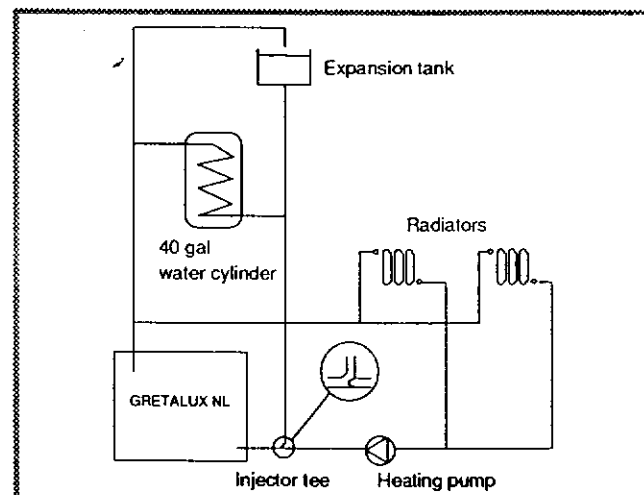 Expansion tank
40 gal
water cylinder
Radiators
GRETALUX NL
Injector tee
Heating pump